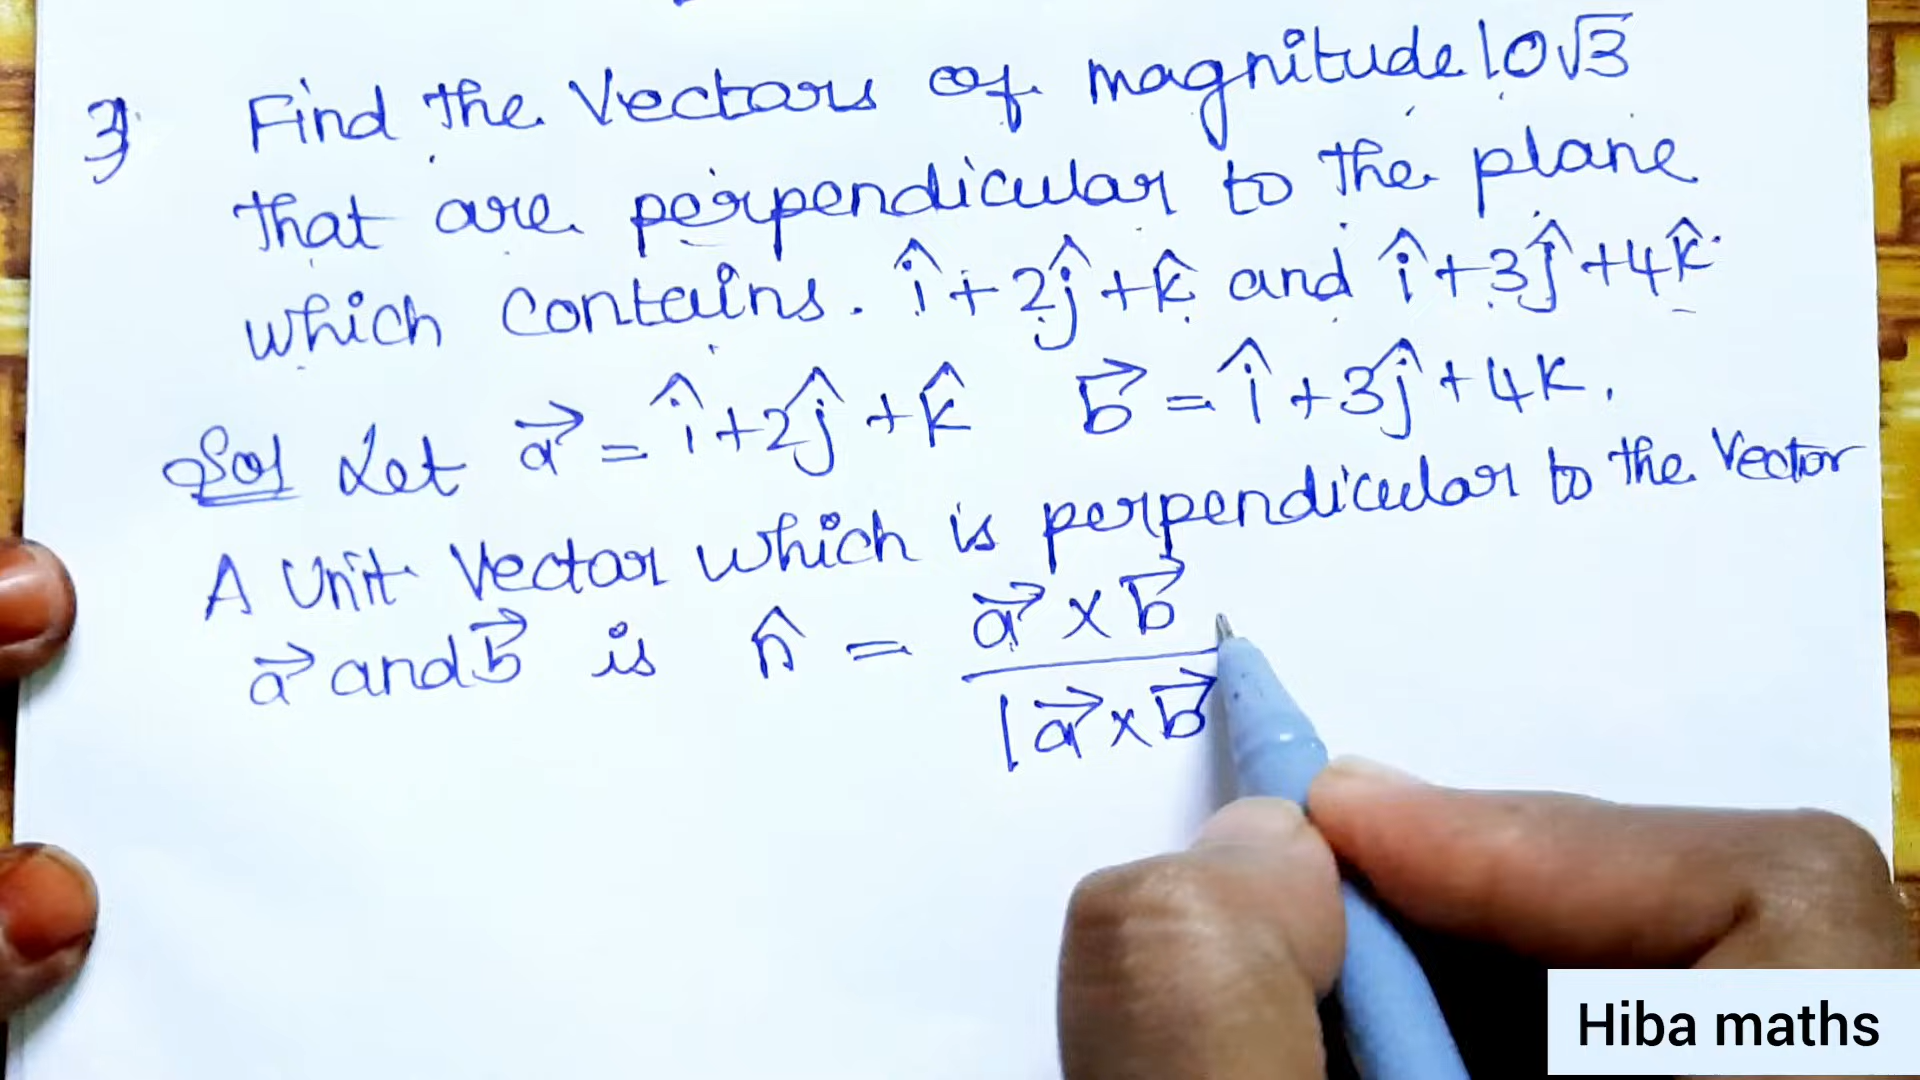 3) Find the Vectors of magnitude 10√3
that are perpendicular to the plane
which contains. î+2ĵ+k̂ and î+3ĵ+4k̂.
Sol Let a⃗ = î+2ĵ+k̂ b⃗ = î+3ĵ+4k.
A Unit Vector which is perpendicular to the Vector
a⃗ and b⃗ is n̂ = a⃗ × b⃗
|a⃗ × b⃗
Hiba maths